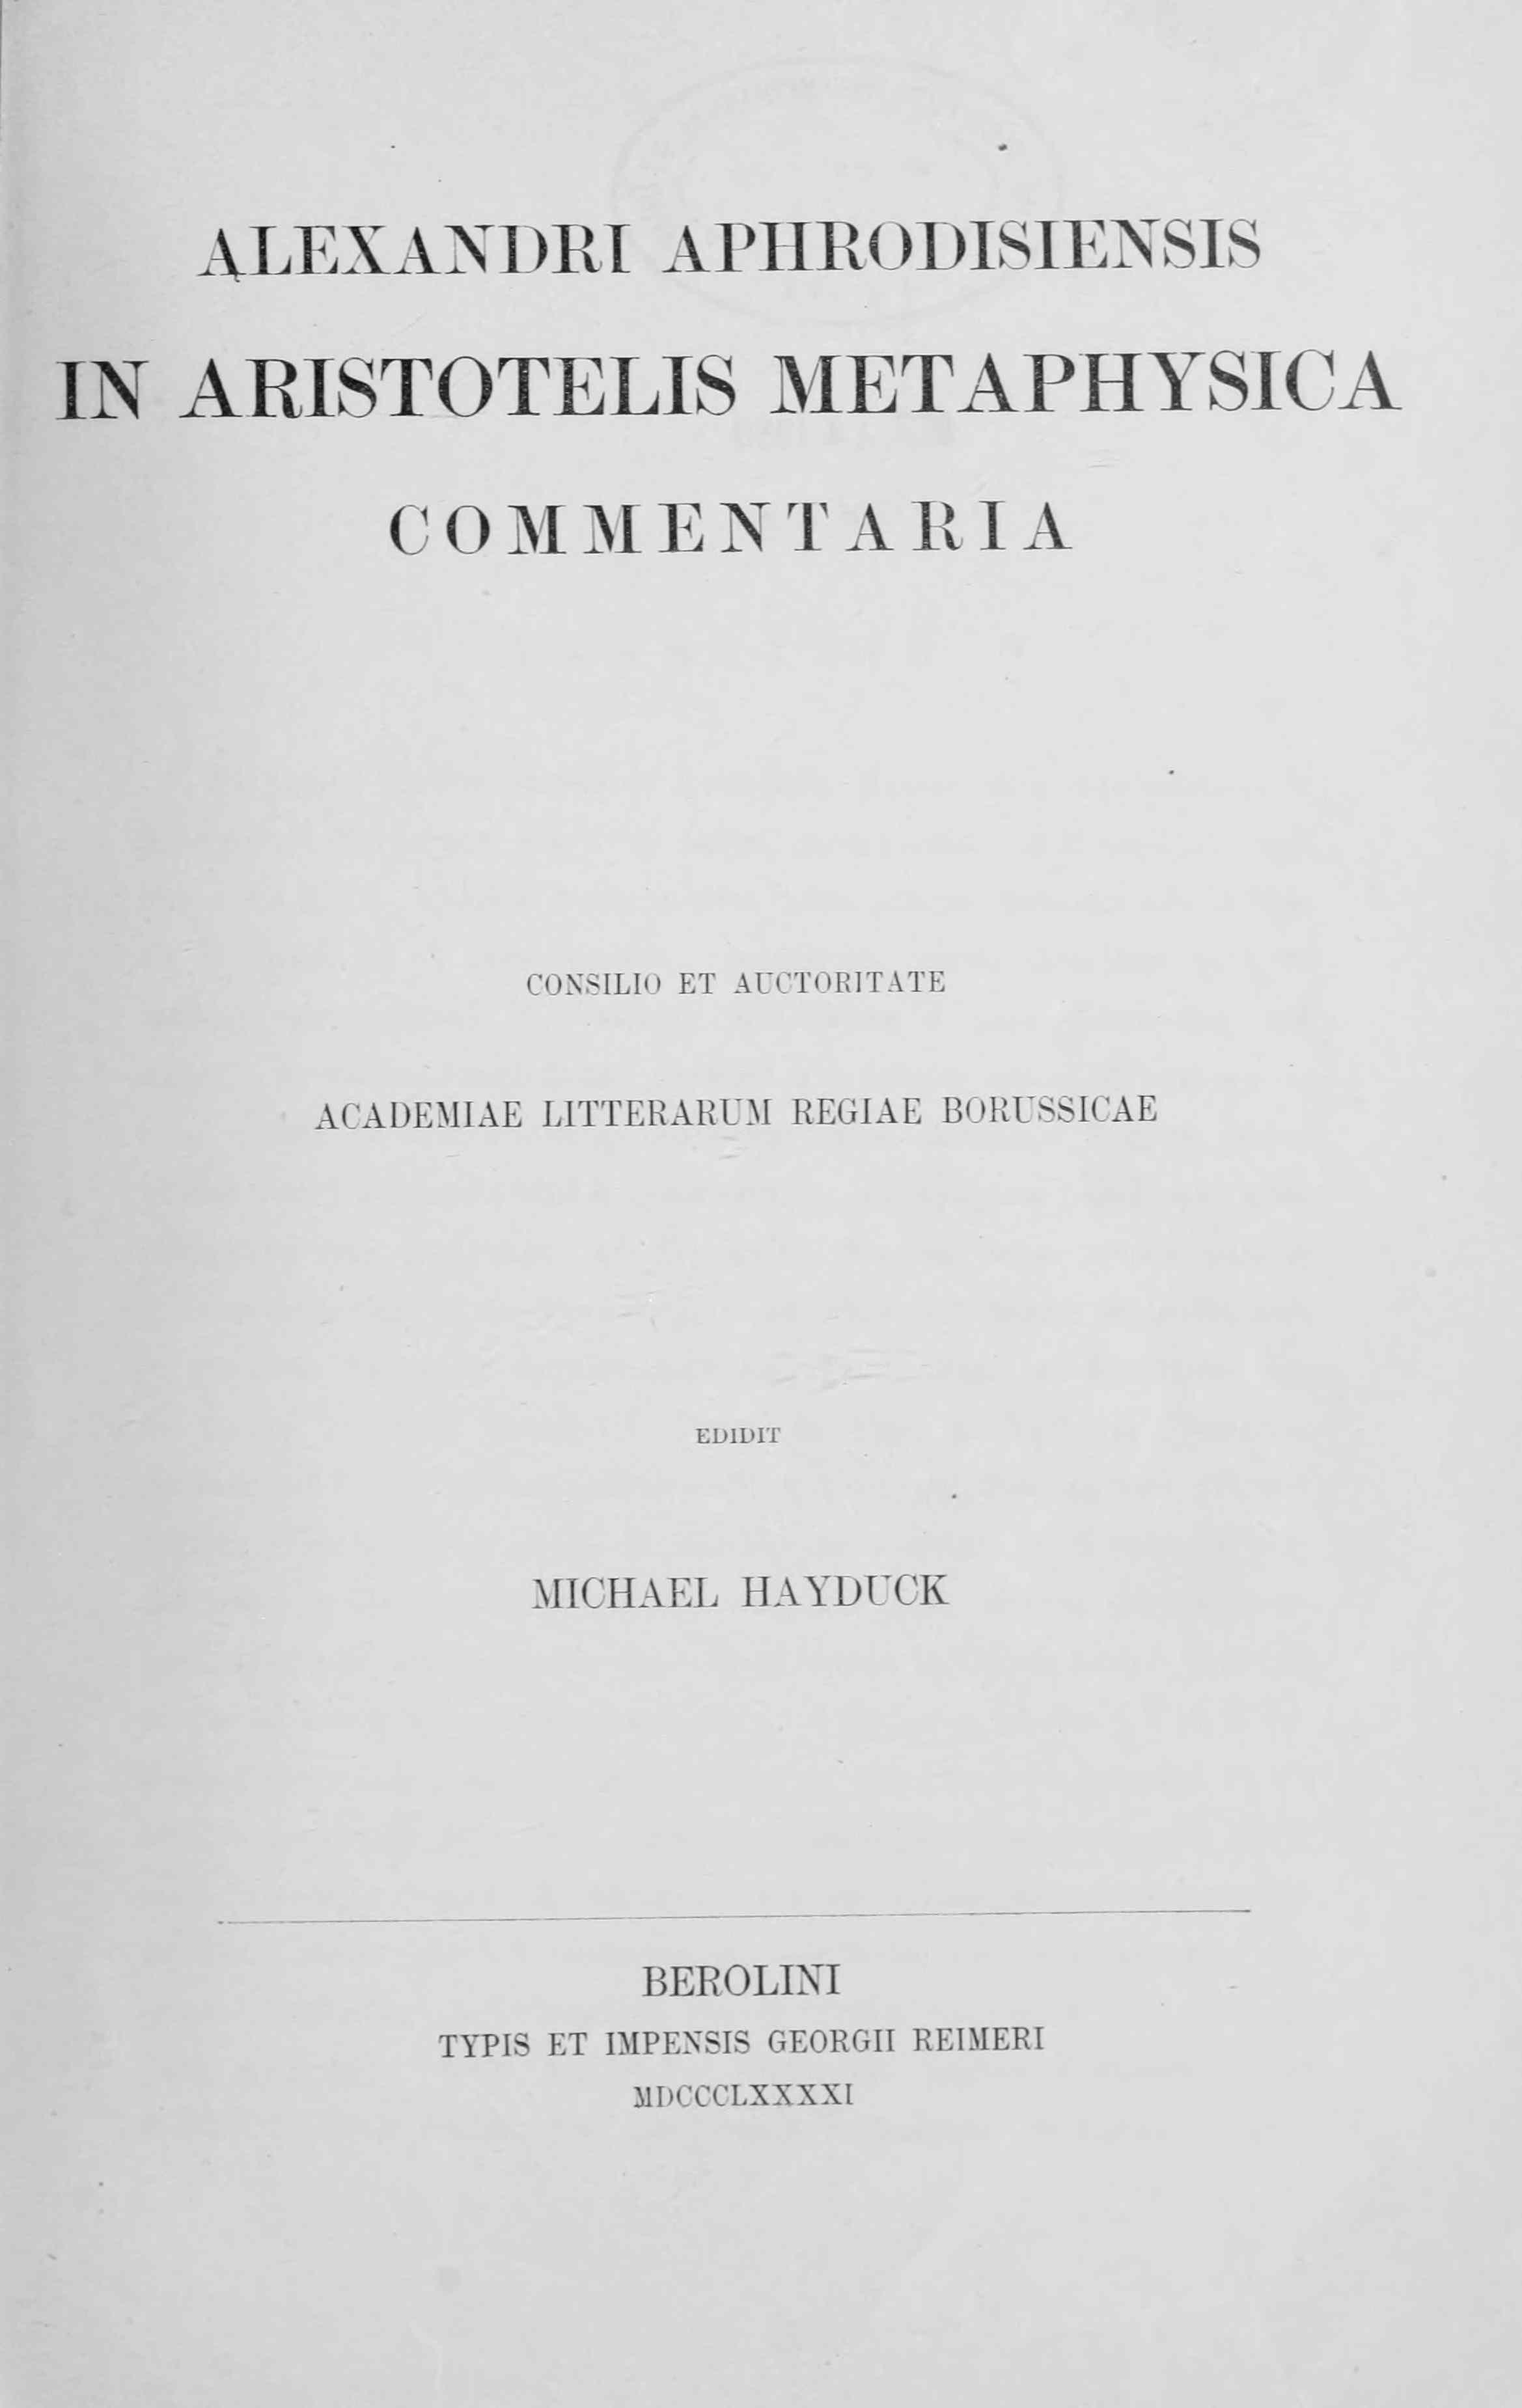 ALEXANDRI APHRODISIENSIS
IN ARISTOTELIS METAPHYSICA
COMMENTARIA
CONSILIO ET AUCTORITATE
ACADEMIAE LITTERARUM REGIAE BORUSSICAE
EDIDIT
MICHAEL HAYDUCK
BEROLINI
TYPIS ET IMPENSIS GEORGII REIMERI
MDCCCLXXXXI